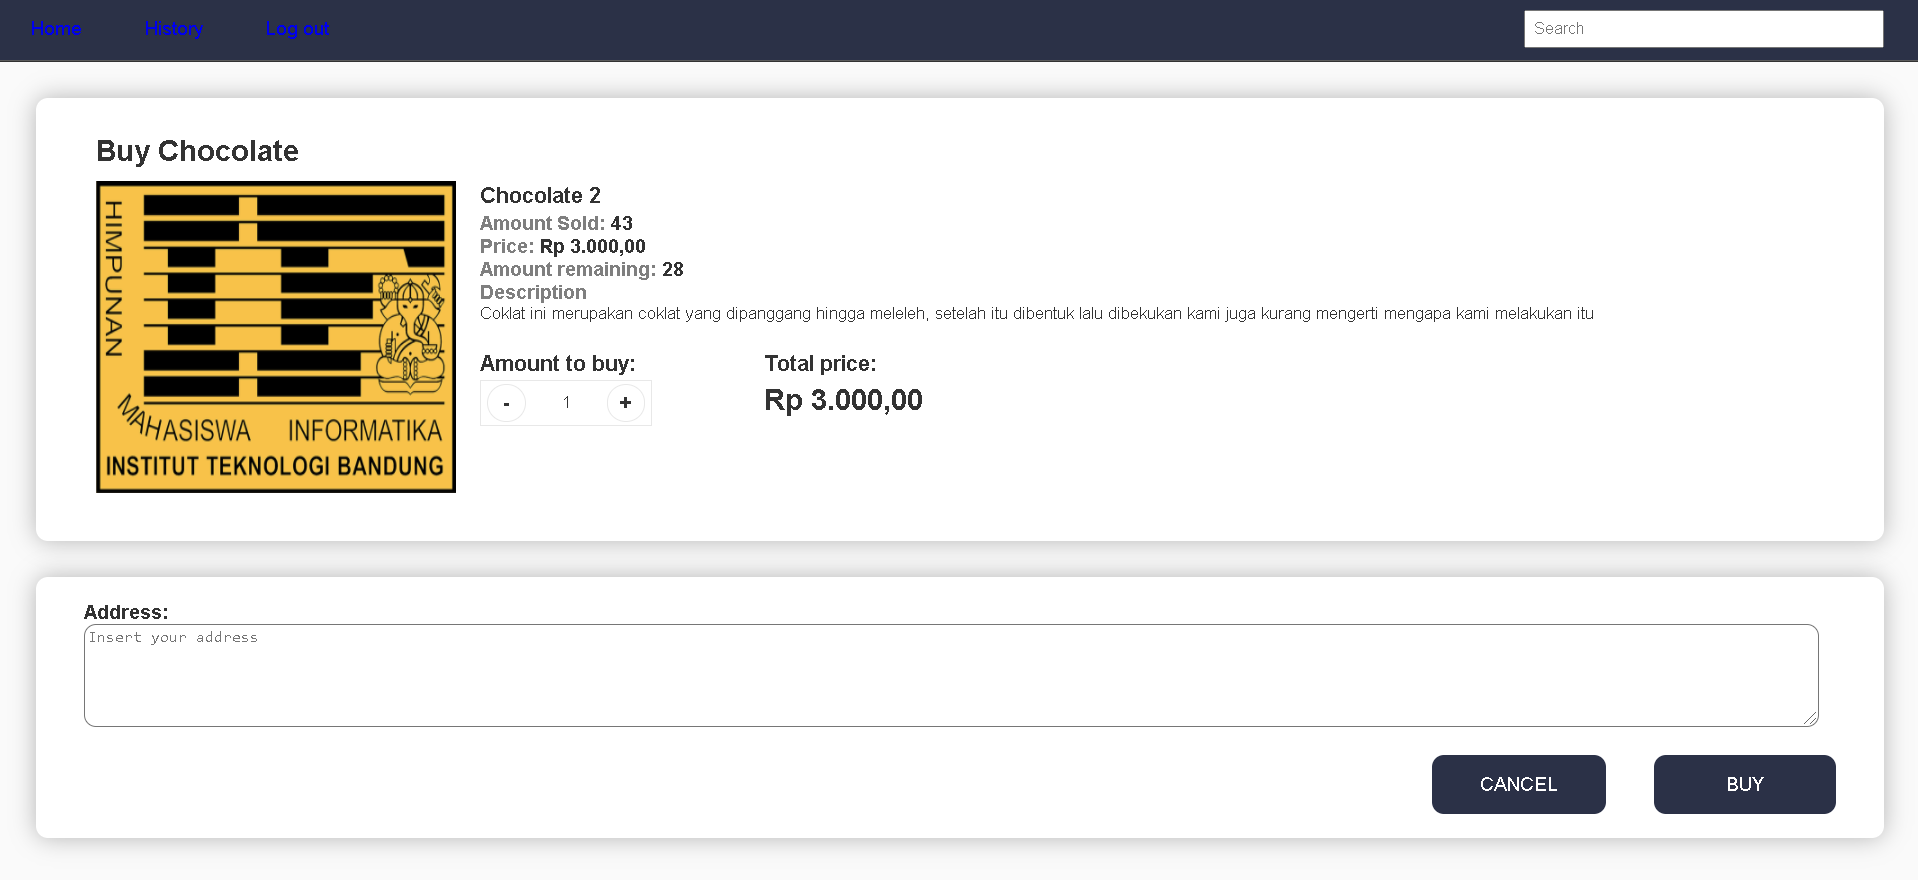 Home History Log out Search
Buy Chocolate
HIMPUNAN
MAHASISWA INFORMATIKA
INSTITUT TEKNOLOGI BANDUNG
Chocolate 2
Amount Sold: 43
Price: Rp 3.000,00
Amount remaining: 28
Description
Coklat ini merupakan coklat yang dipanggang hingga meleleh, setelah itu dibentuk lalu dibekukan kami juga kurang mengerti mengapa kami melakukan itu
Amount to buy: Total price:
- 1 + Rp 3.000,00
Address:
Insert your address
CANCEL BUY